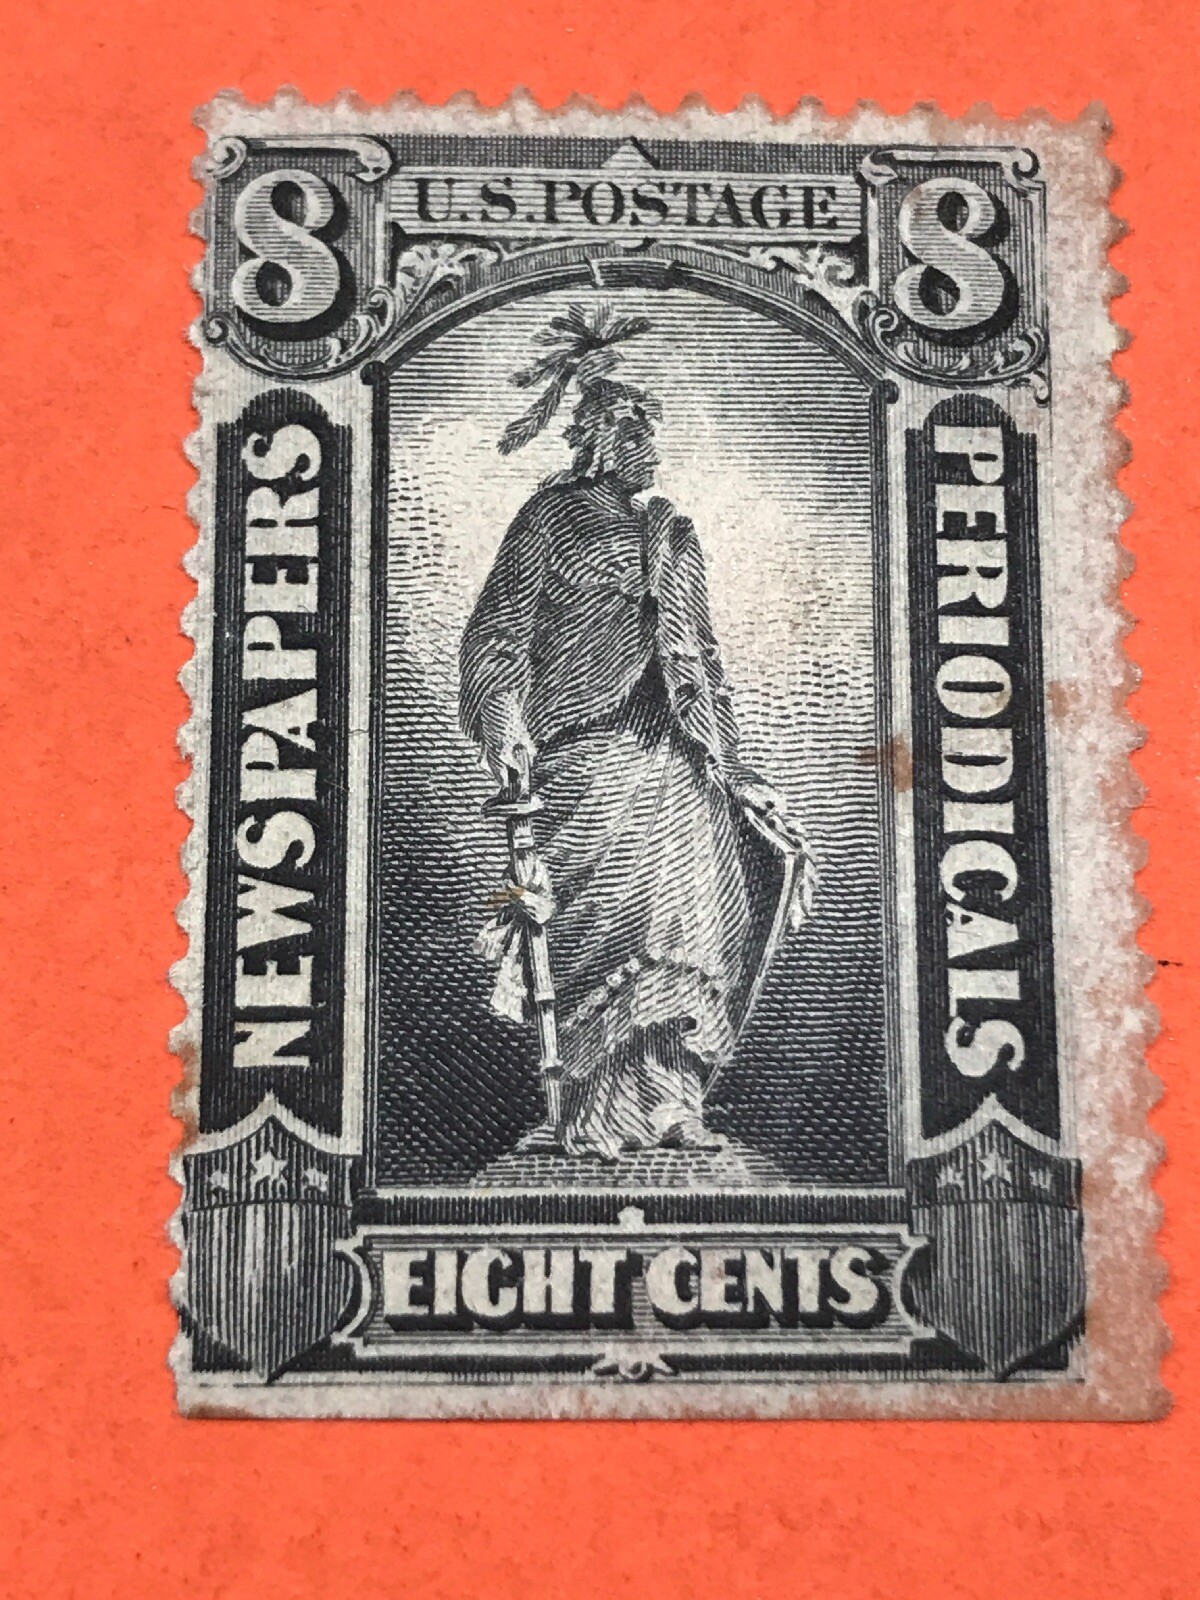 8 U.S.POSTAGE 8
NEWSPAPERS
PERIODICALS
EIGHT CENTS